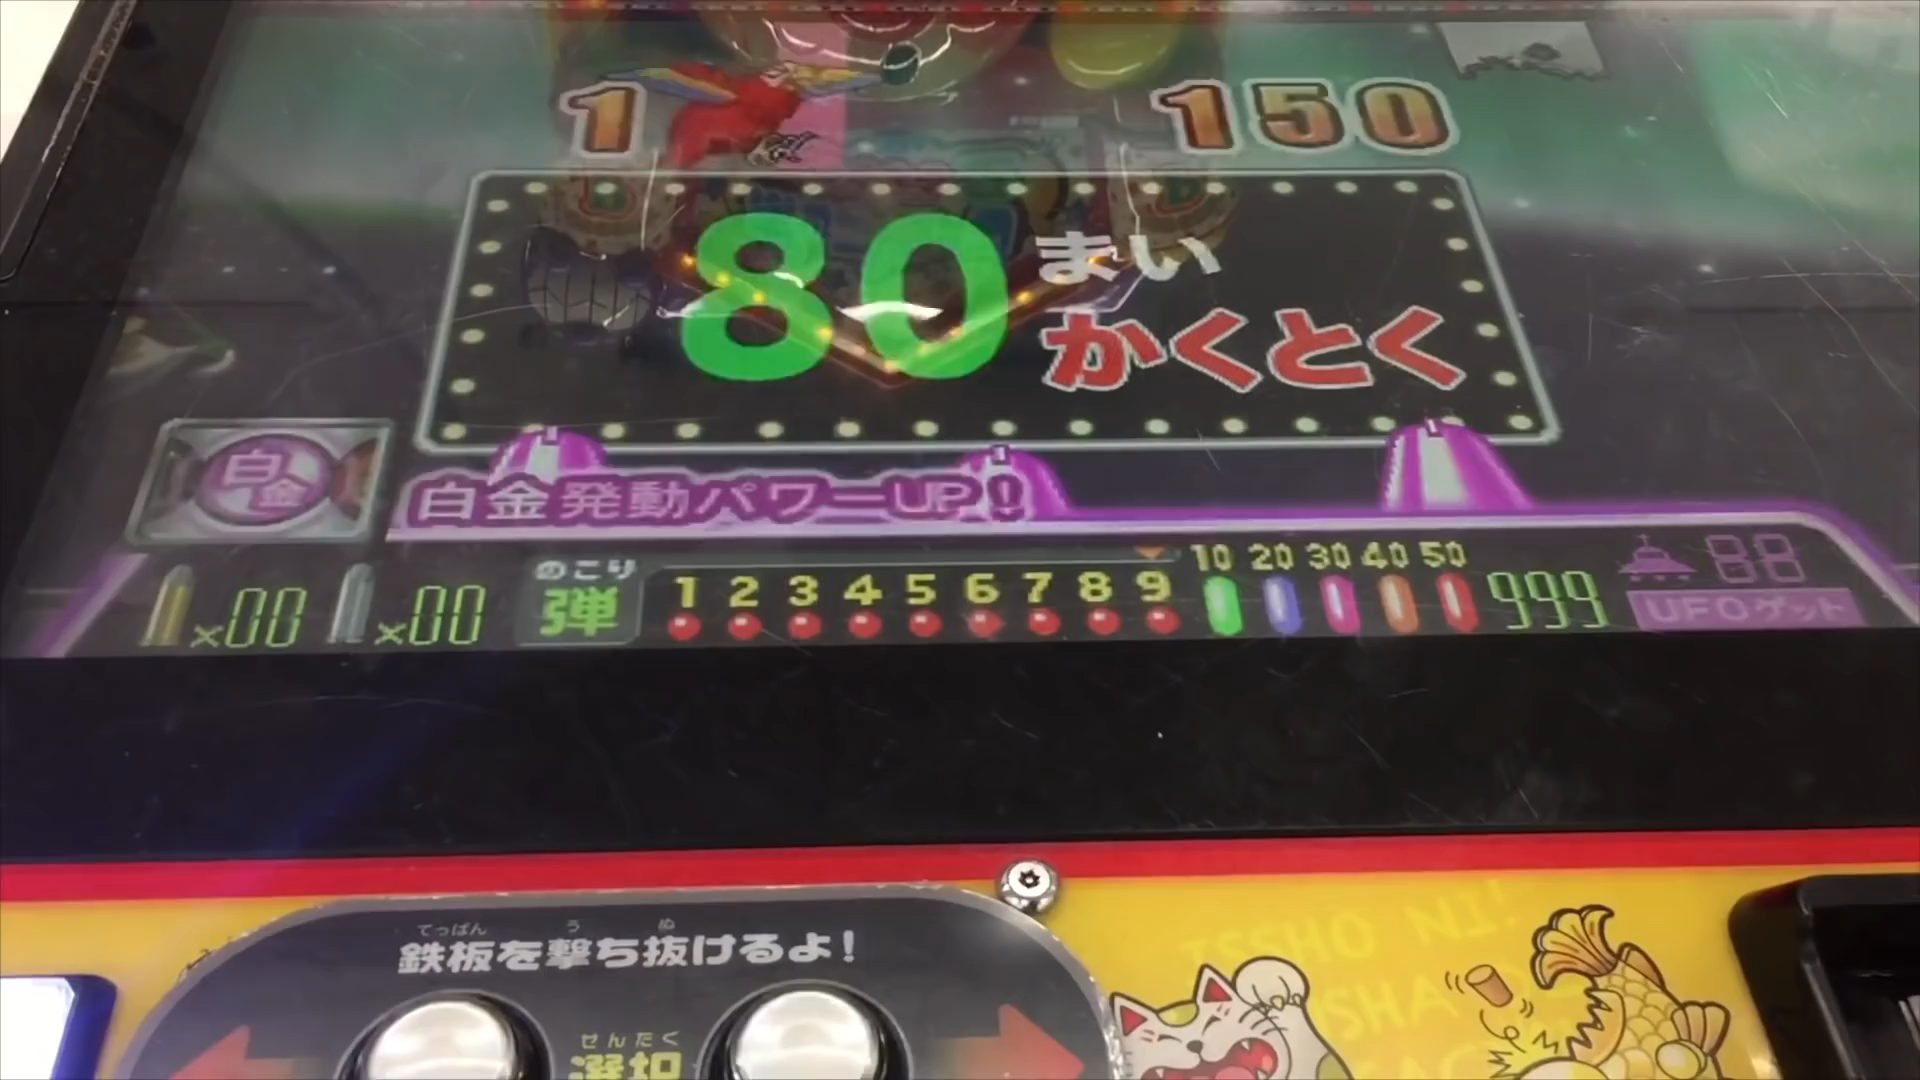 1 150
80 まい
かくとく
白金
白金発動パワーUP!
のこり
弾
1 2 3 4 5 6 7 8 9 10 20 30 40 50
×00 ×00 999 88
UFOゲット
てっぱん う ぬ
鉄板を撃ち抜けるよ!
せんたく
選択
ISSHO NI!